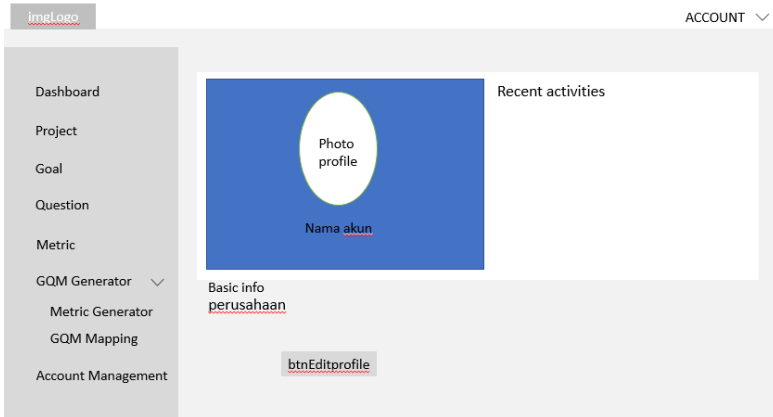 imgLogo
ACCOUNT
Dashboard
Project
Goal
Question
Metric
GQM Generator
Metric Generator
GQM Mapping
Account Management
Photo
profile
Nama akun
Recent activities
Basic info
perusahaan
btnEditprofile